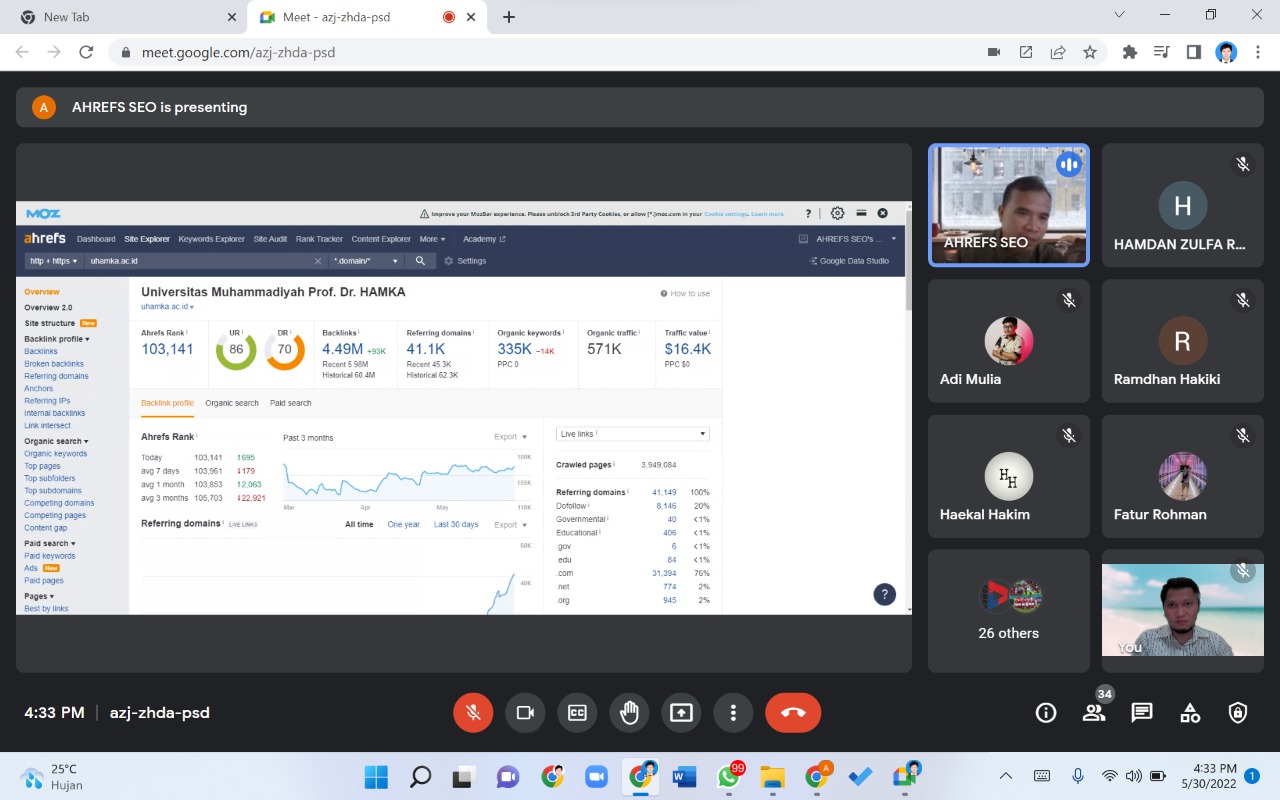 New Tab
Meet - azj-zhda-psd
meet.google.com/azj-zhda-psd
A
AHREFS SEO is presenting
MOZ
Improve your MozBar experience. Please unblock 3rd Party Cookies, or allow [*.]moz.com in your Cookie settings. Learn more
ahrefs Dashboard Site Explorer Keywords Explorer Site Audit Rank Tracker Content Explorer More Academy AHREFS SEO's ...
http + https uhamka.ac.id *.domain/* Settings Google Data Studio
Overview
Overview 2.0
Site structure New
Backlink profile
Backlinks
Broken backlinks
Referring domains
Anchors
Referring IPs
Internal backlinks
Link intersect
Organic search
Organic keywords
Top pages
Top subfolders
Top subdomains
Competing domains
Competing pages
Content gap
Paid search
Paid keywords
Ads New
Paid pages
Pages
Best by links
Universitas Muhammadiyah Prof. Dr. HAMKA
How to use
uhamka.ac.id
Ahrefs Rank
103,141
UR
86
DR
70
Backlinks
4.49M +93K
Recent 5.98M
Historical 60.4M
Referring domains
41.1K
Recent 45.3K
Historical 62.3K
Organic keywords
335K -14K
PPC 0
Organic traffic
571K
Traffic value
$16.4K
PPC $0
Backlink profile Organic search Paid search
Ahrefs Rank
Past 3 months
Export
Today 103,141 ↑695
avg 7 days 103,961 ↓179
avg 1 month 103,853 ↑2,063
avg 3 months 105,703 ↓22,921
100K
105K
110K
Mar Apr May
Referring domains LIVE LINKS All time One year Last 30 days Export
60K
40K
Live links
Crawled pages 3,949,084
Referring domains 41,149 100%
Dofollow 8,146 20%
Governmental 40 <1%
Educational 406 <1%
.gov 6 <1%
.edu 84 <1%
.com 31,394 76%
.net 774 2%
.org 945 2%
AHREFS SEO
H
HAMDAN ZULFA R...
Adi Mulia
R
Ramdhan Hakiki
HH
Haekal Hakim
Fatur Rohman
26 others
You
4:33 PM | azj-zhda-psd
34
25°C
Hujan
99
4:33 PM
5/30/2022
1